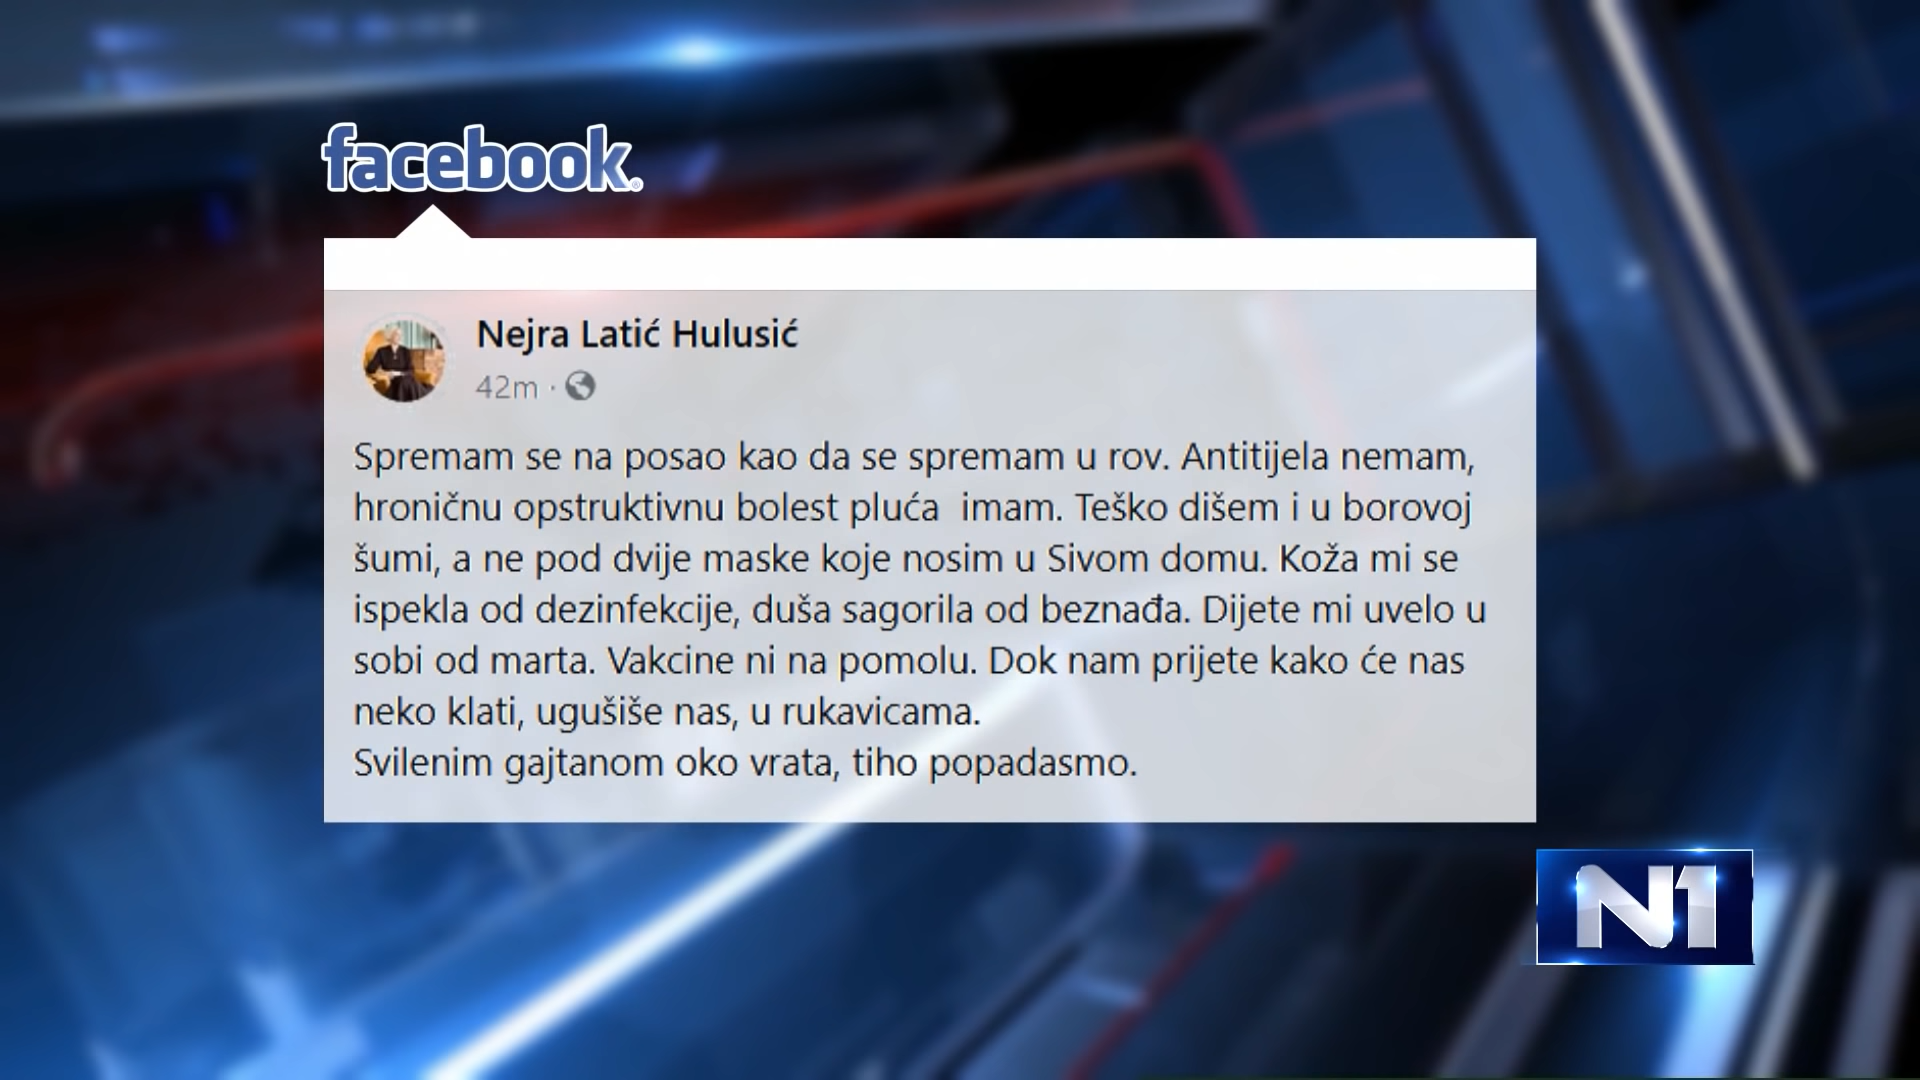 facebook.
Nejra Latić Hulusić
42m ·
Spremam se na posao kao da se spremam u rov. Antitijela nemam,
hroničnu opstruktivnu bolest pluća  imam. Teško dišem i u borovoj
šumi, a ne pod dvije maske koje nosim u Sivom domu. Koža mi se
ispekla od dezinfekcije, duša sagorila od beznađa. Dijete mi uvelo u
sobi od marta. Vakcine ni na pomolu. Dok nam prijete kako će nas
neko klati, ugušiše nas, u rukavicama.
Svilenim gajtanom oko vrata, tiho popadasmo.
N1